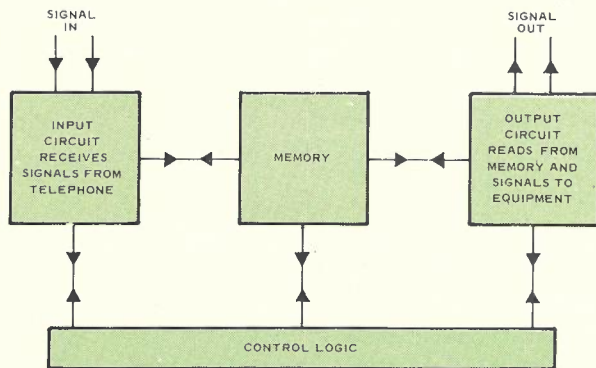 SIGNAL
IN
SIGNAL
OUT
INPUT
CIRCUIT
RECEIVES
SIGNALS FROM
TELEPHONE
MEMORY
OUTPUT
CIRCUIT
READS FROM
MEMORY AND
SIGNALS TO
EQUIPMENT
CONTROL LOGIC